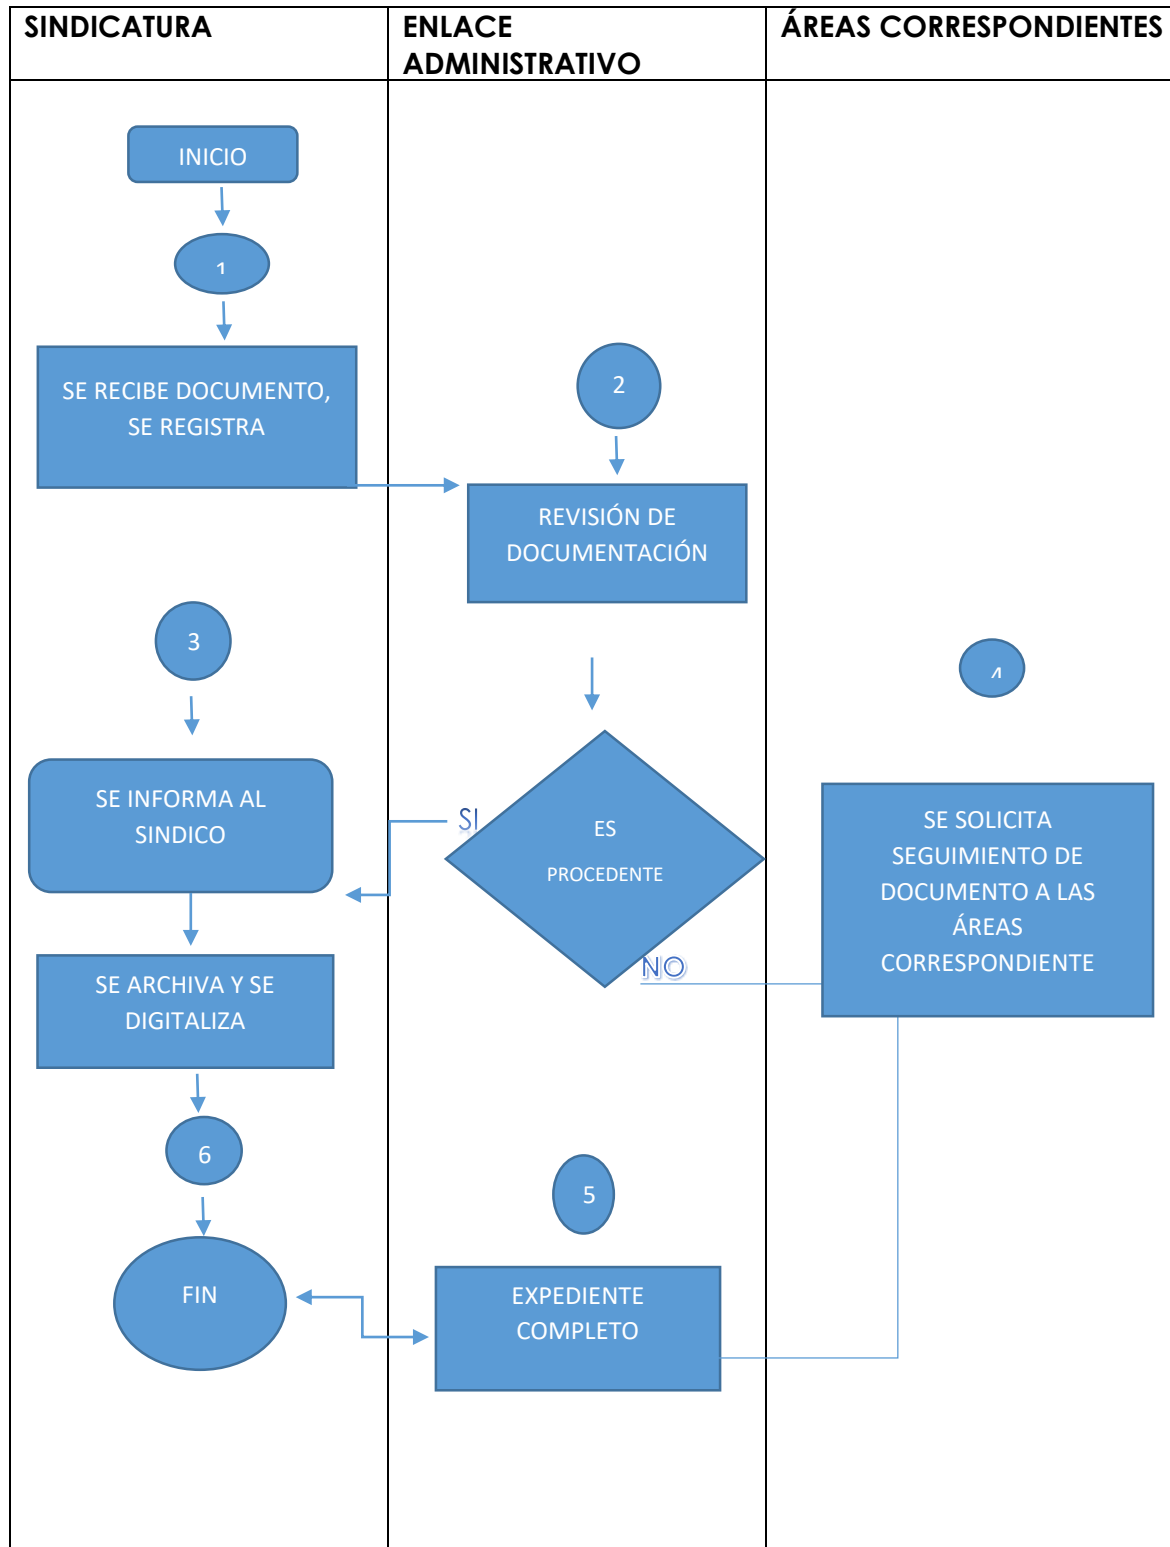 SINDICATURA
ENLACE
ADMINISTRATIVO
ÁREAS CORRESPONDIENTES
INICIO
1
SE RECIBE DOCUMENTO,
SE REGISTRA
2
REVISIÓN DE
DOCUMENTACIÓN
3
4
SE INFORMA AL
SINDICO
SI
ES
PROCEDENTE
NO
SE SOLICITA
SEGUIMIENTO DE
DOCUMENTO A LAS
ÁREAS
CORRESPONDIENTE
SE ARCHIVA Y SE
DIGITALIZA
6
5
FIN
EXPEDIENTE
COMPLETO